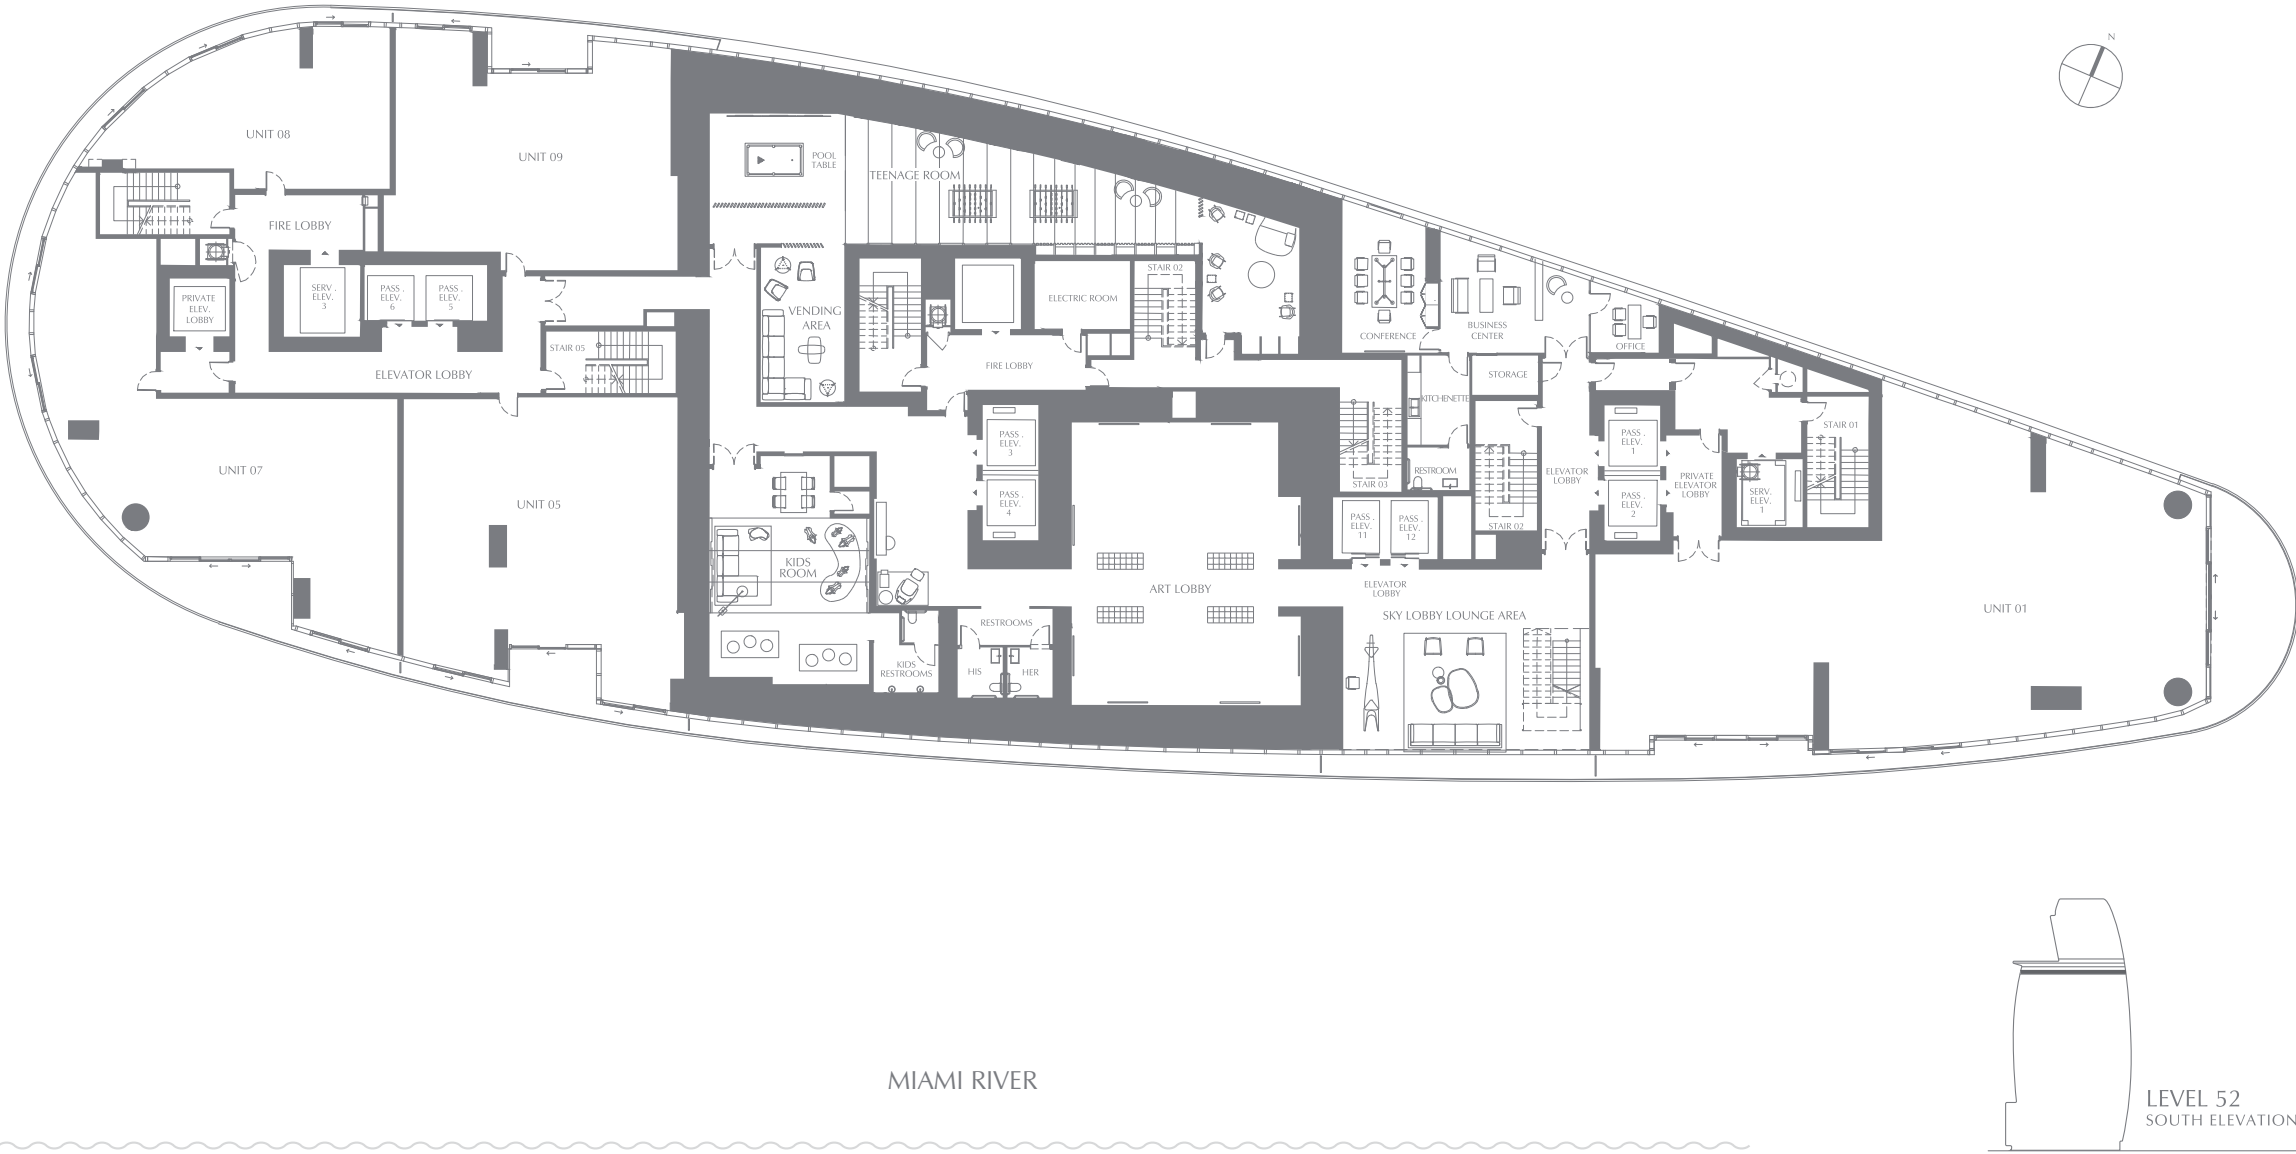 N
UNIT 08
UNIT 09
POOL
TABLE
TEENAGE ROOM
FIRE LOBBY
STAIR 02
PRIVATE
ELEV.
LOBBY
SERV .
ELEV.
3
PASS .
ELEV.
6
PASS .
ELEV.
5
ELECTRIC ROOM
VENDING
AREA
CONFERENCE
BUSINESS
CENTER
OFFICE
STAIR 05
ELEVATOR LOBBY
FIRE LOBBY
STORAGE
KITCHENETTE
STAIR 01
UNIT 07
UNIT 05
PASS .
ELEV.
3
PASS .
ELEV.
4
STAIR 03
RESTROOM
STAIR 02
ELEVATOR
LOBBY
PASS .
ELEV.
1
PASS .
ELEV.
2
PRIVATE
ELEVATOR
LOBBY
SERV.
ELEV.
1
PASS .
ELEV.
11
PASS .
ELEV.
12
KIDS
ROOM
ART LOBBY
ELEVATOR
LOBBY
SKY LOBBY LOUNGE AREA
UNIT 01
RESTROOMS
KIDS
RESTROOMS
HIS
HER
MIAMI RIVER
LEVEL 52
SOUTH ELEVATION